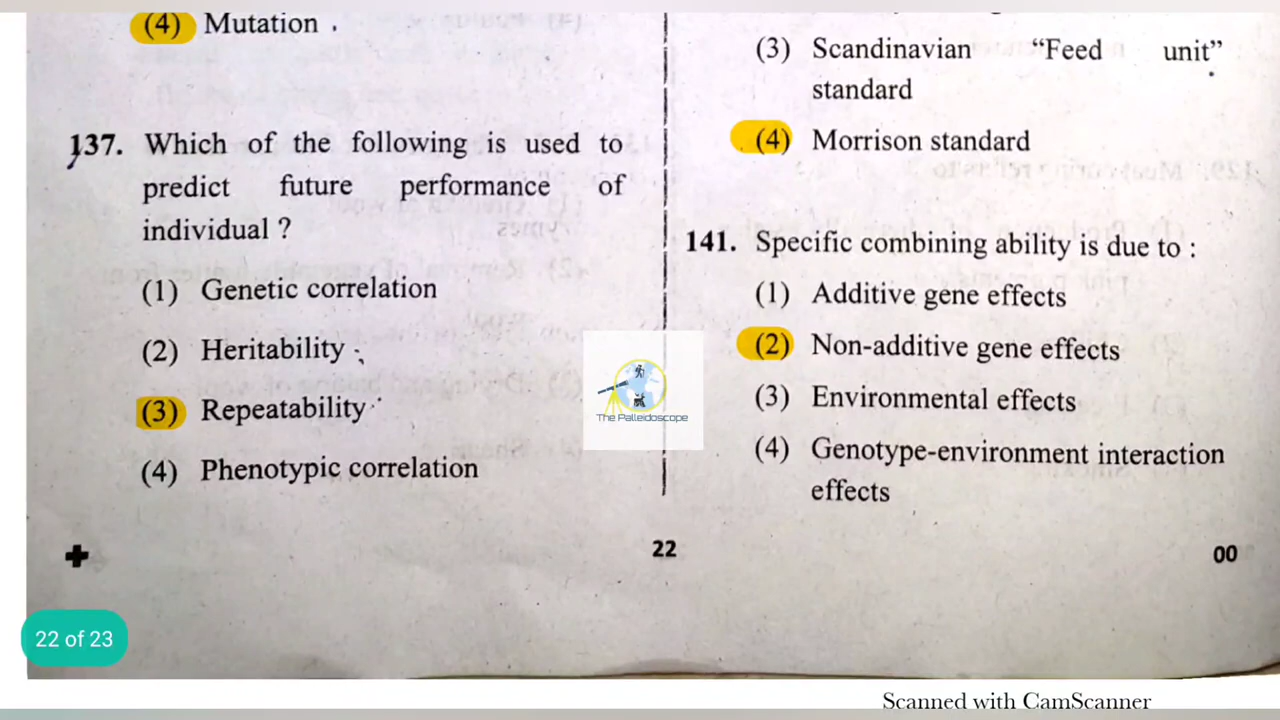 (4) Mutation .
137. Which of the following is used to
predict future performance of
individual ?
(1) Genetic correlation
(2) Heritability
(3) Repeatability
(4) Phenotypic correlation
(3) Scandinavian “Feed unit”
standard
(4) Morrison standard
141. Specific combining ability is due to :
(1) Additive gene effects
(2) Non-additive gene effects
(3) Environmental effects
(4) Genotype-environment interaction
effects
The Palleidoscope
22
00
22 of 23
Scanned with CamScanner